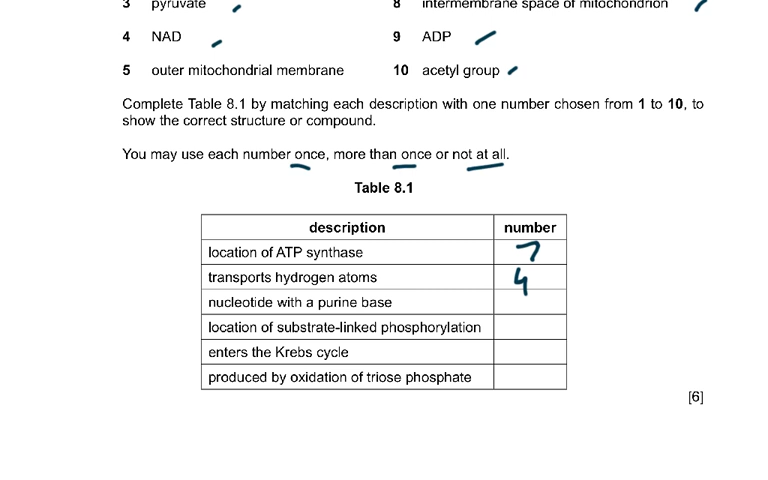 3 pyruvate 8 intermembrane space of mitochondrion
4 NAD 9 ADP
5 outer mitochondrial membrane 10 acetyl group
Complete Table 8.1 by matching each description with one number chosen from 1 to 10, to
show the correct structure or compound.
You may use each number once, more than once or not at all.
Table 8.1
description number
location of ATP synthase 7
transports hydrogen atoms 4
nucleotide with a purine base
location of substrate-linked phosphorylation
enters the Krebs cycle
produced by oxidation of triose phosphate
[6]